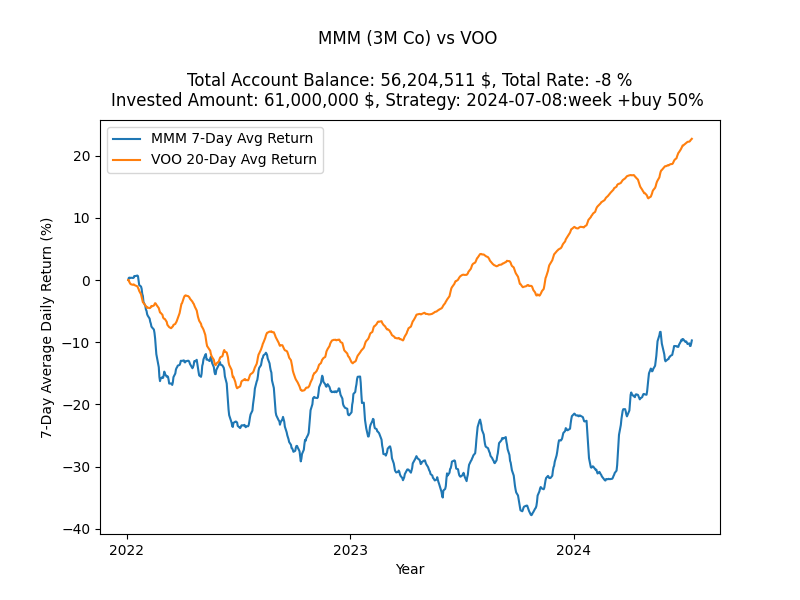 MMM (3M Co) vs VOO
Total Account Balance: 56,204,511 $, Total Rate: -8 %
Invested Amount: 61,000,000 $, Strategy: 2024-07-08:week +buy 50%
MMM 7-Day Avg Return
VOO 20-Day Avg Return
7-Day Average Daily Return (%)
20
10
0
−10
−20
−30
−40
2022
2023
2024
Year